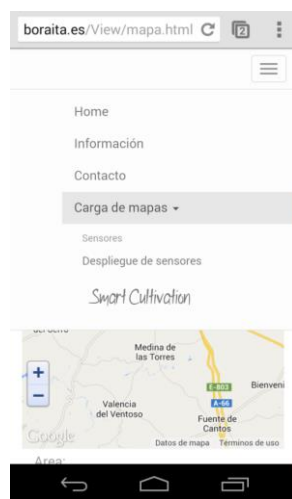 boraita.es/View/mapa.html
2
Home
Información
Contacto
Carga de mapas
Sensores
Despliegue de sensores
Smart Cultivation
Medina de
las Torres
+
E-803
Bienveni
−
A-66
Valencia
del Ventoso
Fuente de
Cantos
Google
Datos de mapa Términos de uso
Area: